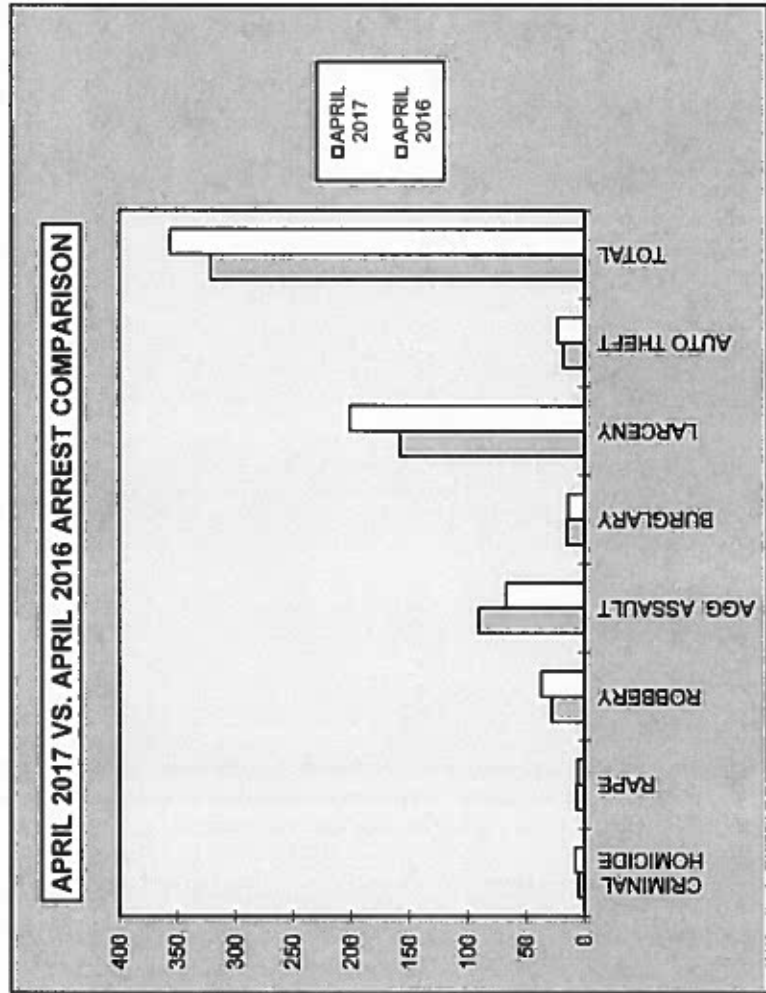 APRIL 2017 VS. APRIL 2016 ARREST COMPARISON
400
350
300
250
200
150
100
50
0
CRIMINAL
HOMICIDE
RAPE
ROBBERY
AGG. ASSAULT
BURGLARY
LARCENY
AUTO THEFT
TOTAL
APRIL
2017
APRIL
2016